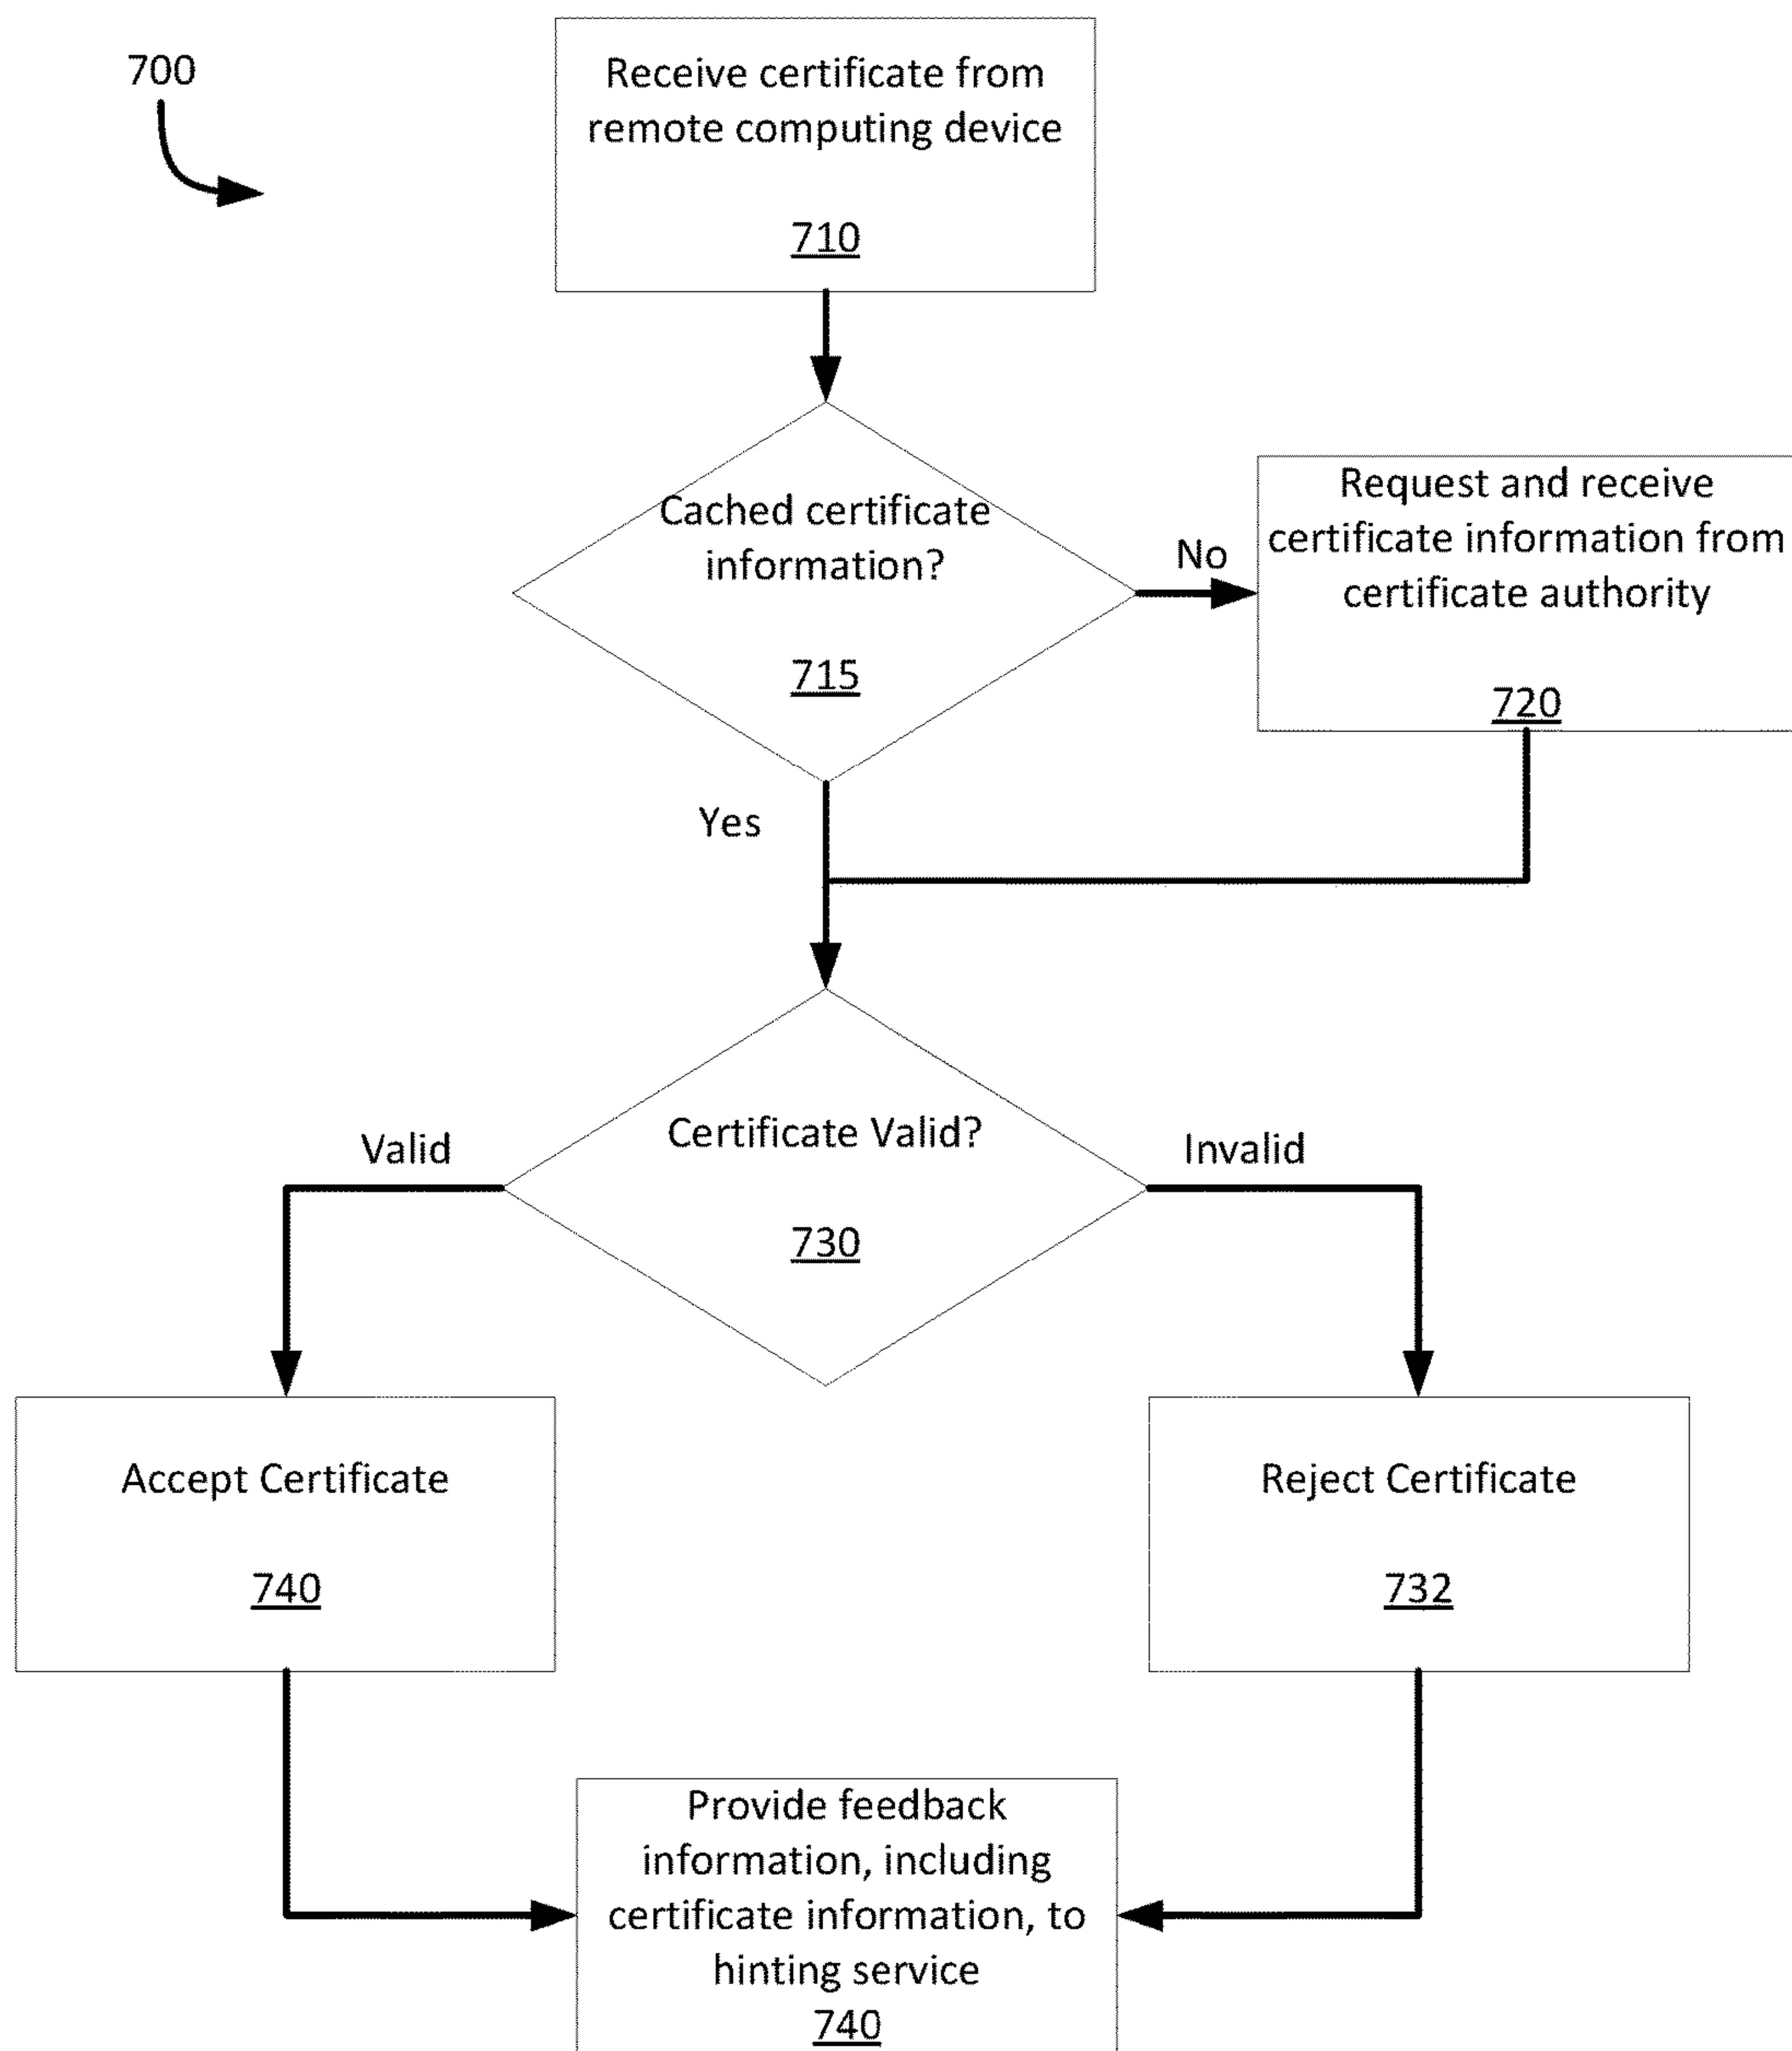 700
Receive certificate from
remote computing device
710
Cached certificate
information?
715
No
Request and receive
certificate information from
certificate authority
720
Yes
Certificate Valid?
730
Valid
Invalid
Accept Certificate
740
Reject Certificate
732
Provide feedback
information, including
certificate information, to
hinting service
740